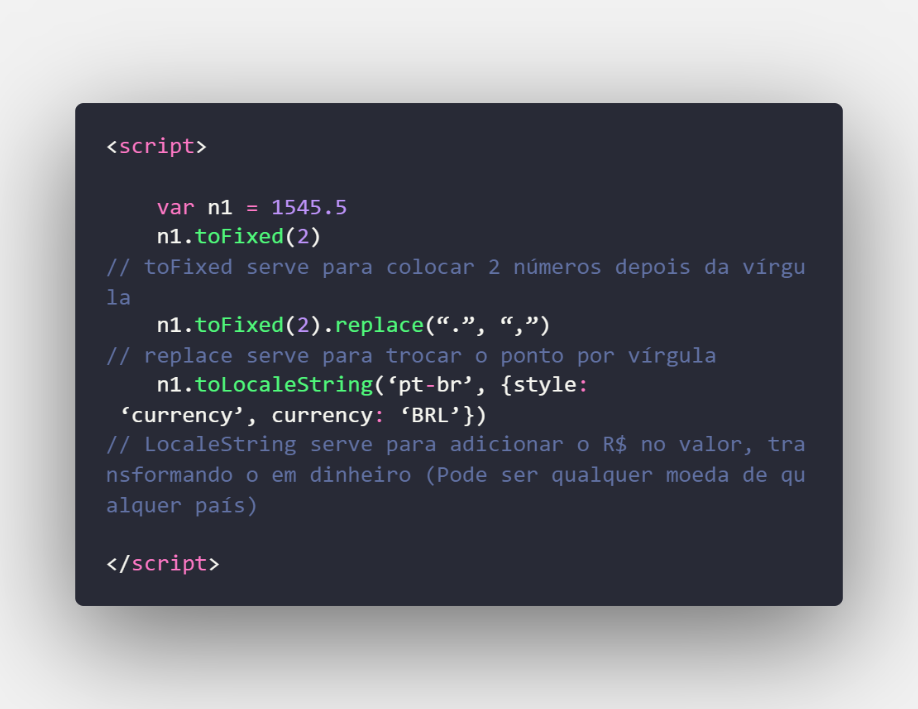 <script>
var n1 = 1545.5
n1.toFixed(2)
// toFixed serve para colocar 2 números depois da vírgu
la
n1.toFixed(2).replace(“.”, “,”)
// replace serve para trocar o ponto por vírgula
n1.toLocaleString(‘pt-br’, {style:
‘currency’, currency: ‘BRL’})
// LocaleString serve para adicionar o R$ no valor, tra
nsformando o em dinheiro (Pode ser qualquer moeda de qu
alquer país)
</script>